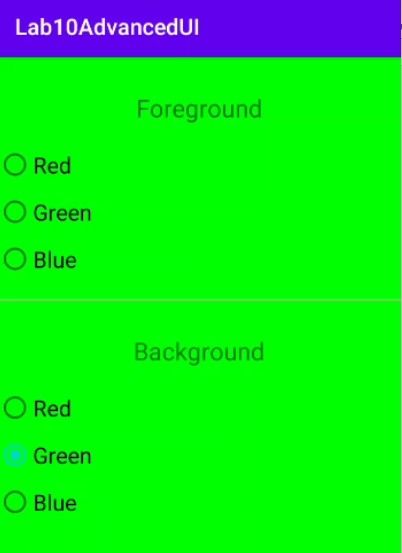 Lab10AdvancedUI
Foreground
Red
Green
Blue
Background
Red
Green
Blue